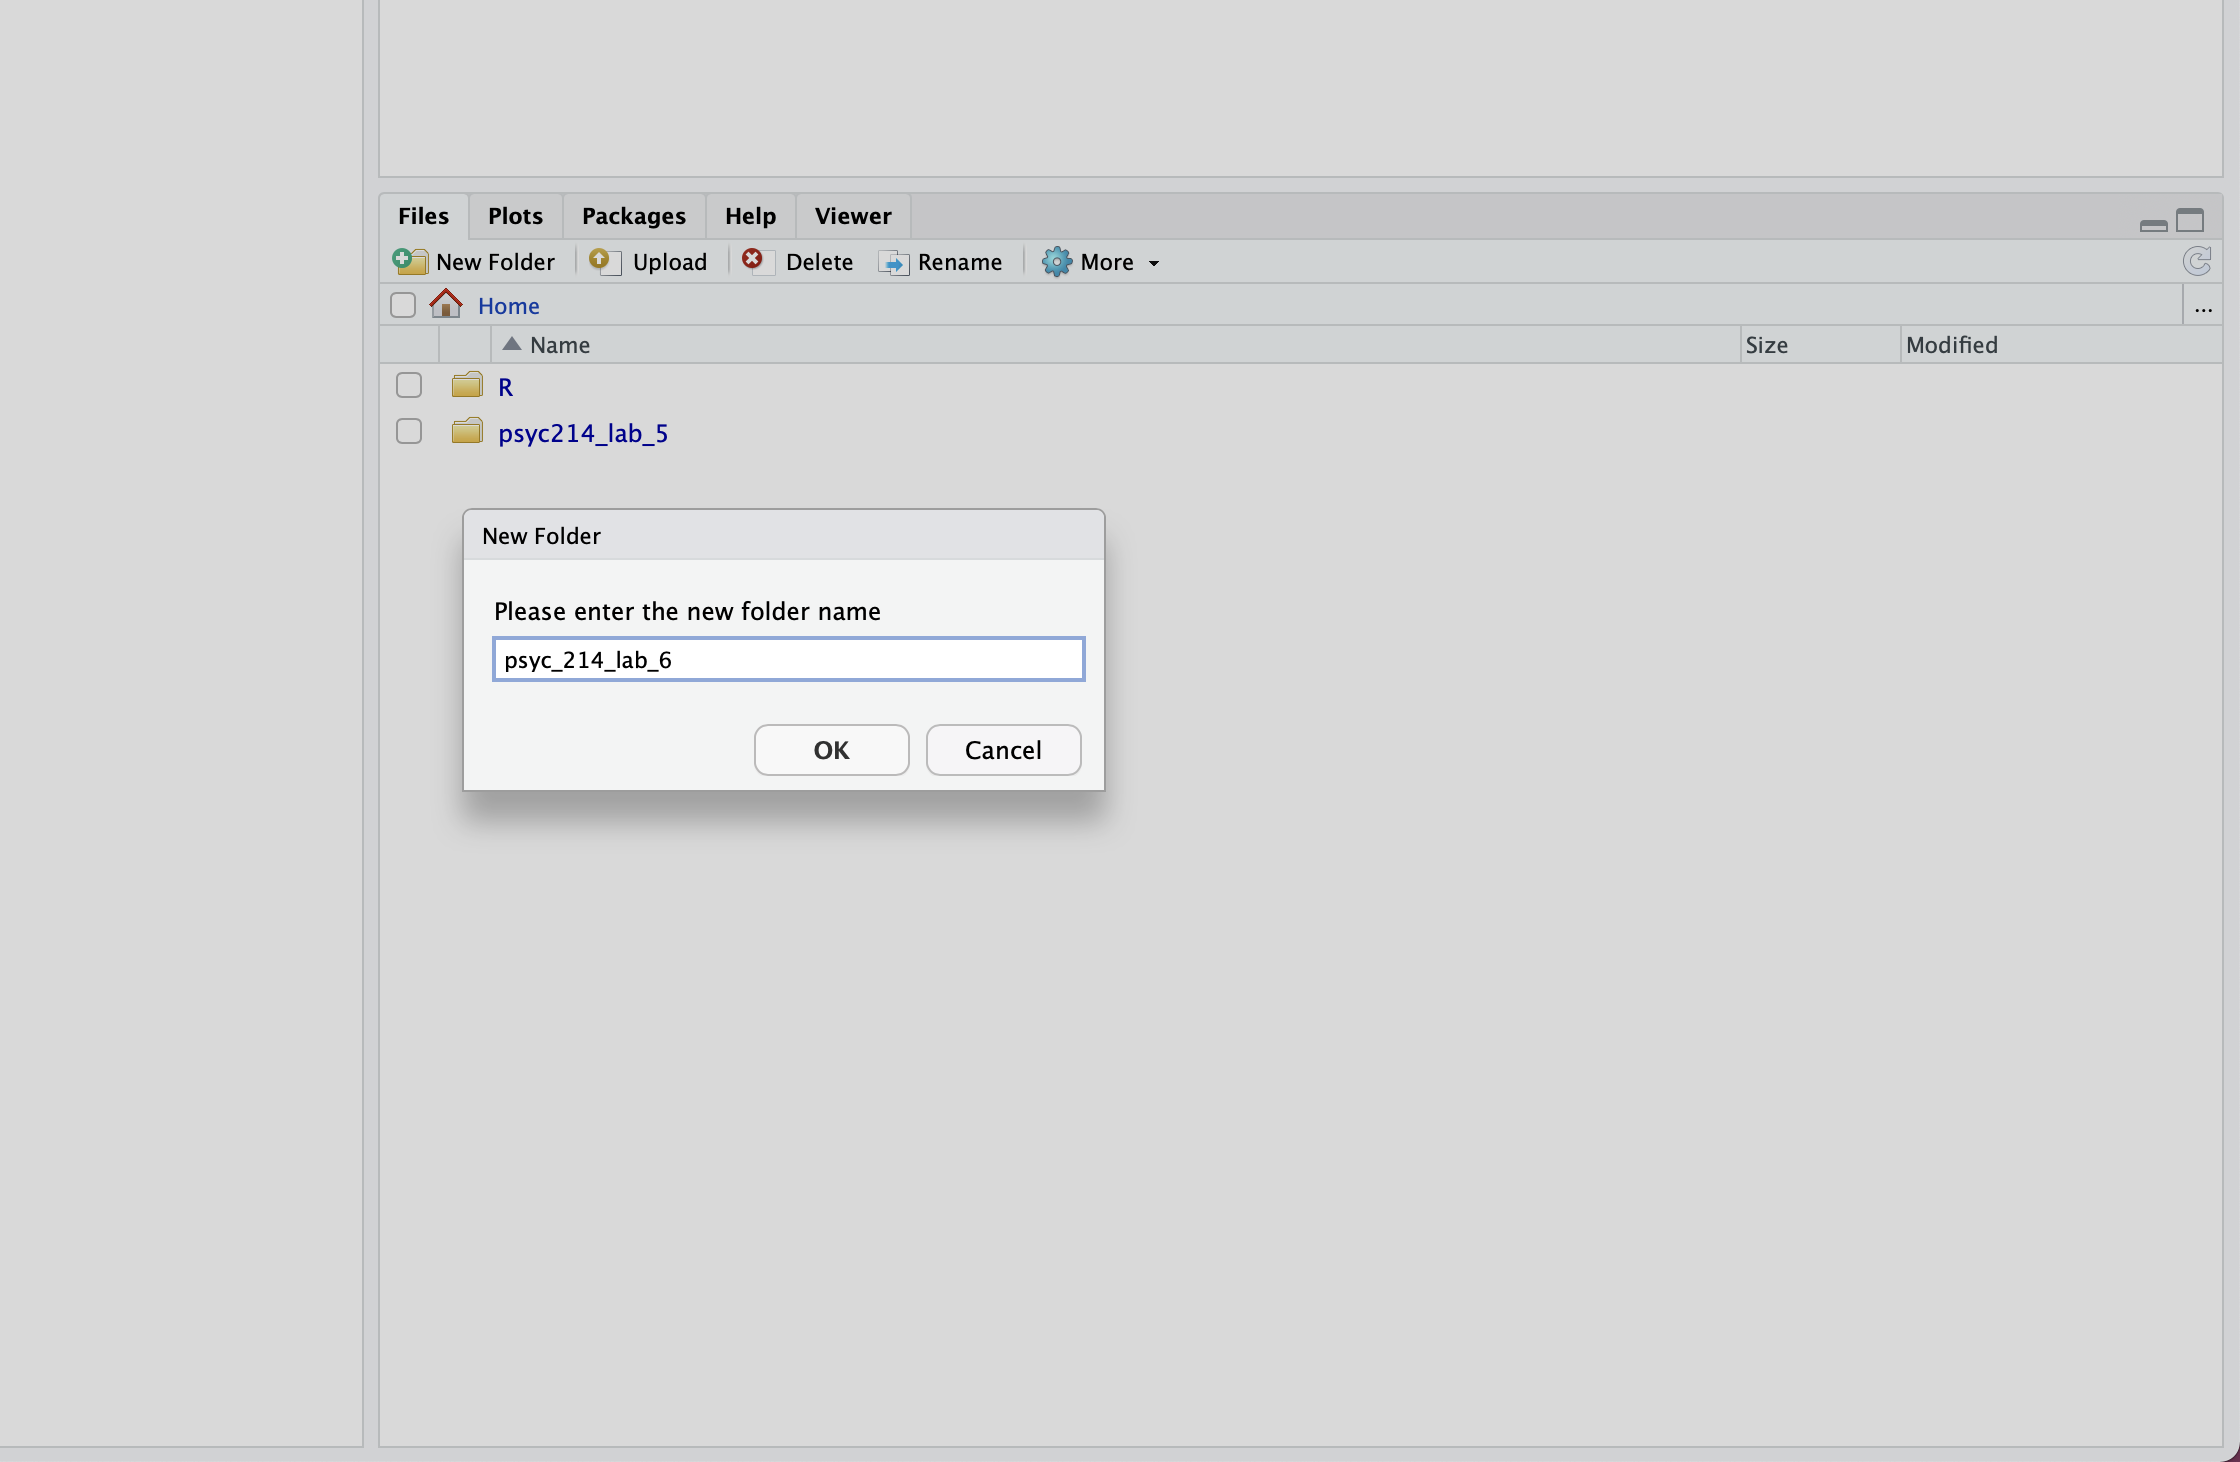 Files Plots Packages Help Viewer
New Folder Upload Delete Rename More
Home ...
Name Size Modified
R
psyc214_lab_5
New Folder
Please enter the new folder name
psyc_214_lab_6
OK Cancel